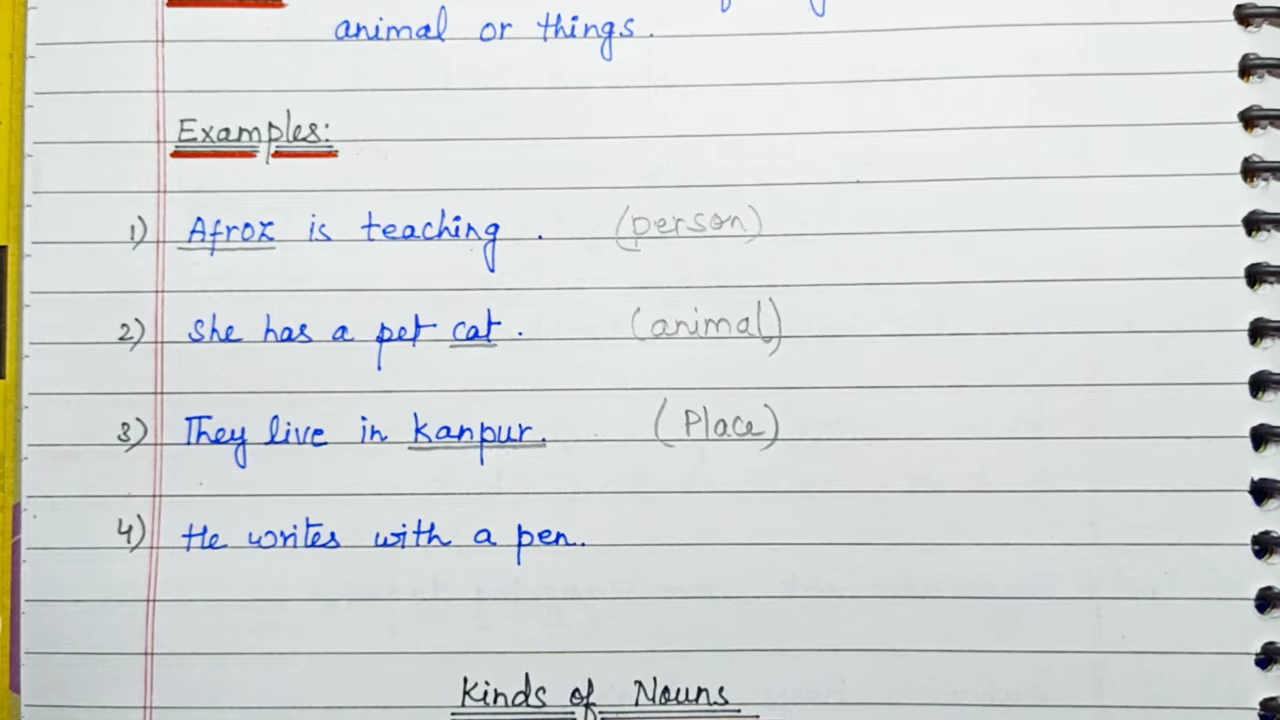 animal or things.
Examples:
1) Afroz is teaching. (person)
2) She has a pet cat. (animal)
3) They live in Kanpur. (Place)
4) He writes with a pen.
Kinds of Nouns